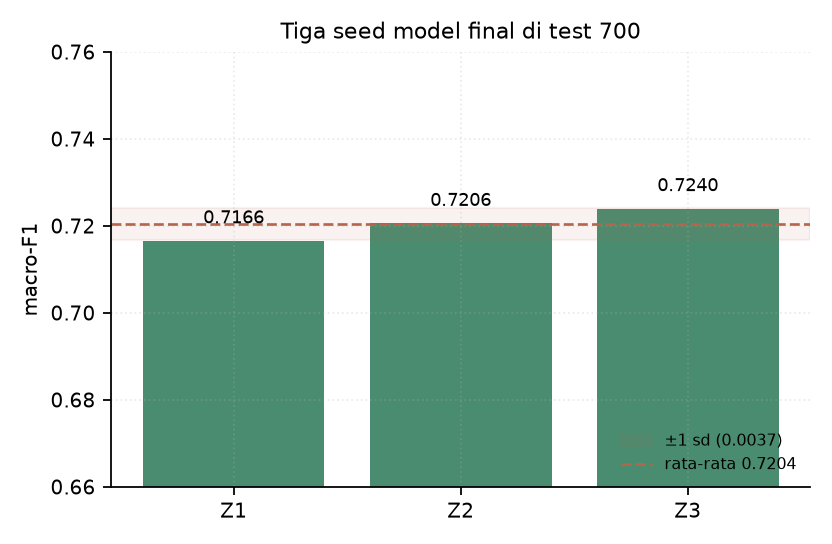 Tiga seed model final di test 700
macro-F1
0.76
0.74
0.72
0.70
0.68
0.66
0.7166
0.7206
0.7240
±1 sd (0.0037)
rata-rata 0.7204
Z1
Z2
Z3